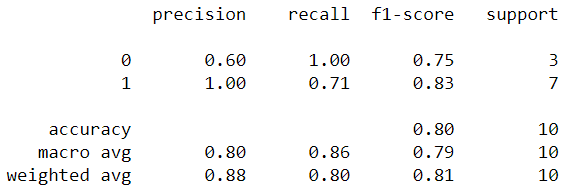 precision recall f1-score support
0 0.60 1.00 0.75 3
1 1.00 0.71 0.83 7
accuracy 0.80 10
macro avg 0.80 0.86 0.79 10
weighted avg 0.88 0.80 0.81 10